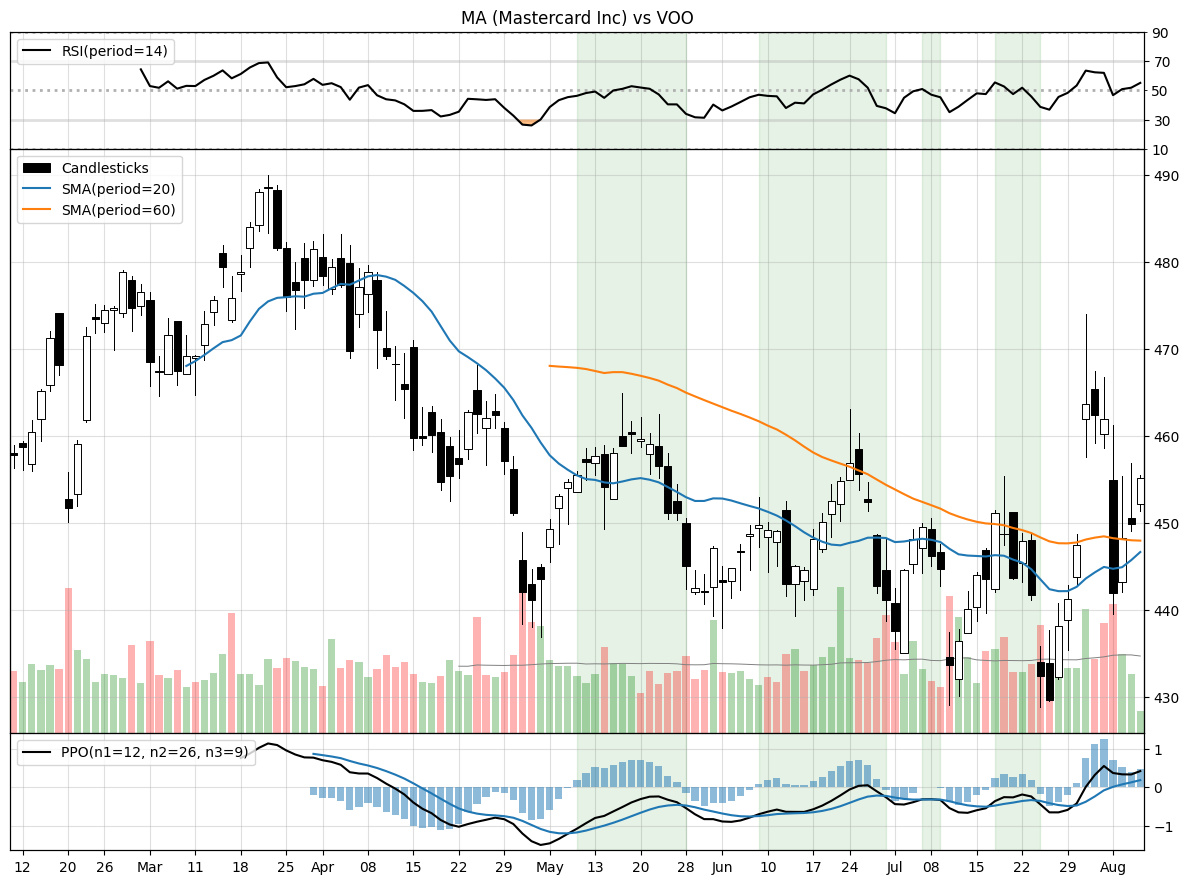 MA (Mastercard Inc) vs VOO
RSI(period=14)
90
70
50
30
10
Candlesticks
SMA(period=20)
SMA(period=60)
490
480
470
460
450
440
430
PPO(n1=12, n2=26, n3=9)
1
0
−1
12 20 26 Mar 11 18 25 Apr 08 15 22 29 May 13 20 28 Jun 10 17 24 Jul 08 15 22 29 Aug